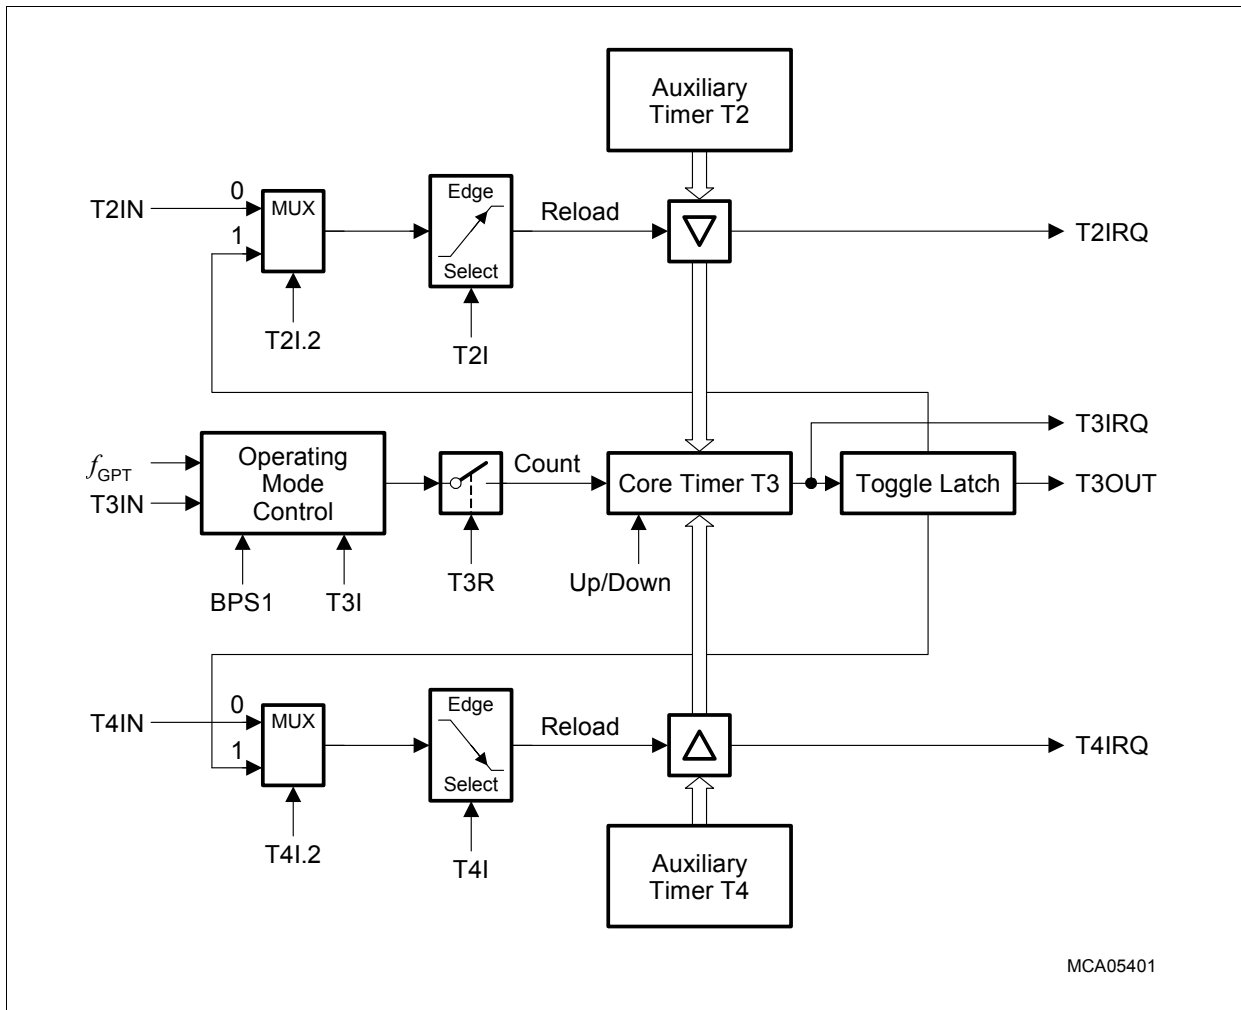 Auxiliary
Timer T2
T2IN
0
1
MUX
Edge
Select
Reload
T2IRQ
T2I.2
T2I
fGPT
T3IN
Operating
Mode
Control
Count
Core Timer T3
Toggle Latch
T3IRQ
T3OUT
BPS1
T3I
T3R
Up/Down
T4IN
0
1
MUX
Edge
Select
Reload
T4IRQ
T4I.2
T4I
Auxiliary
Timer T4
MCA05401